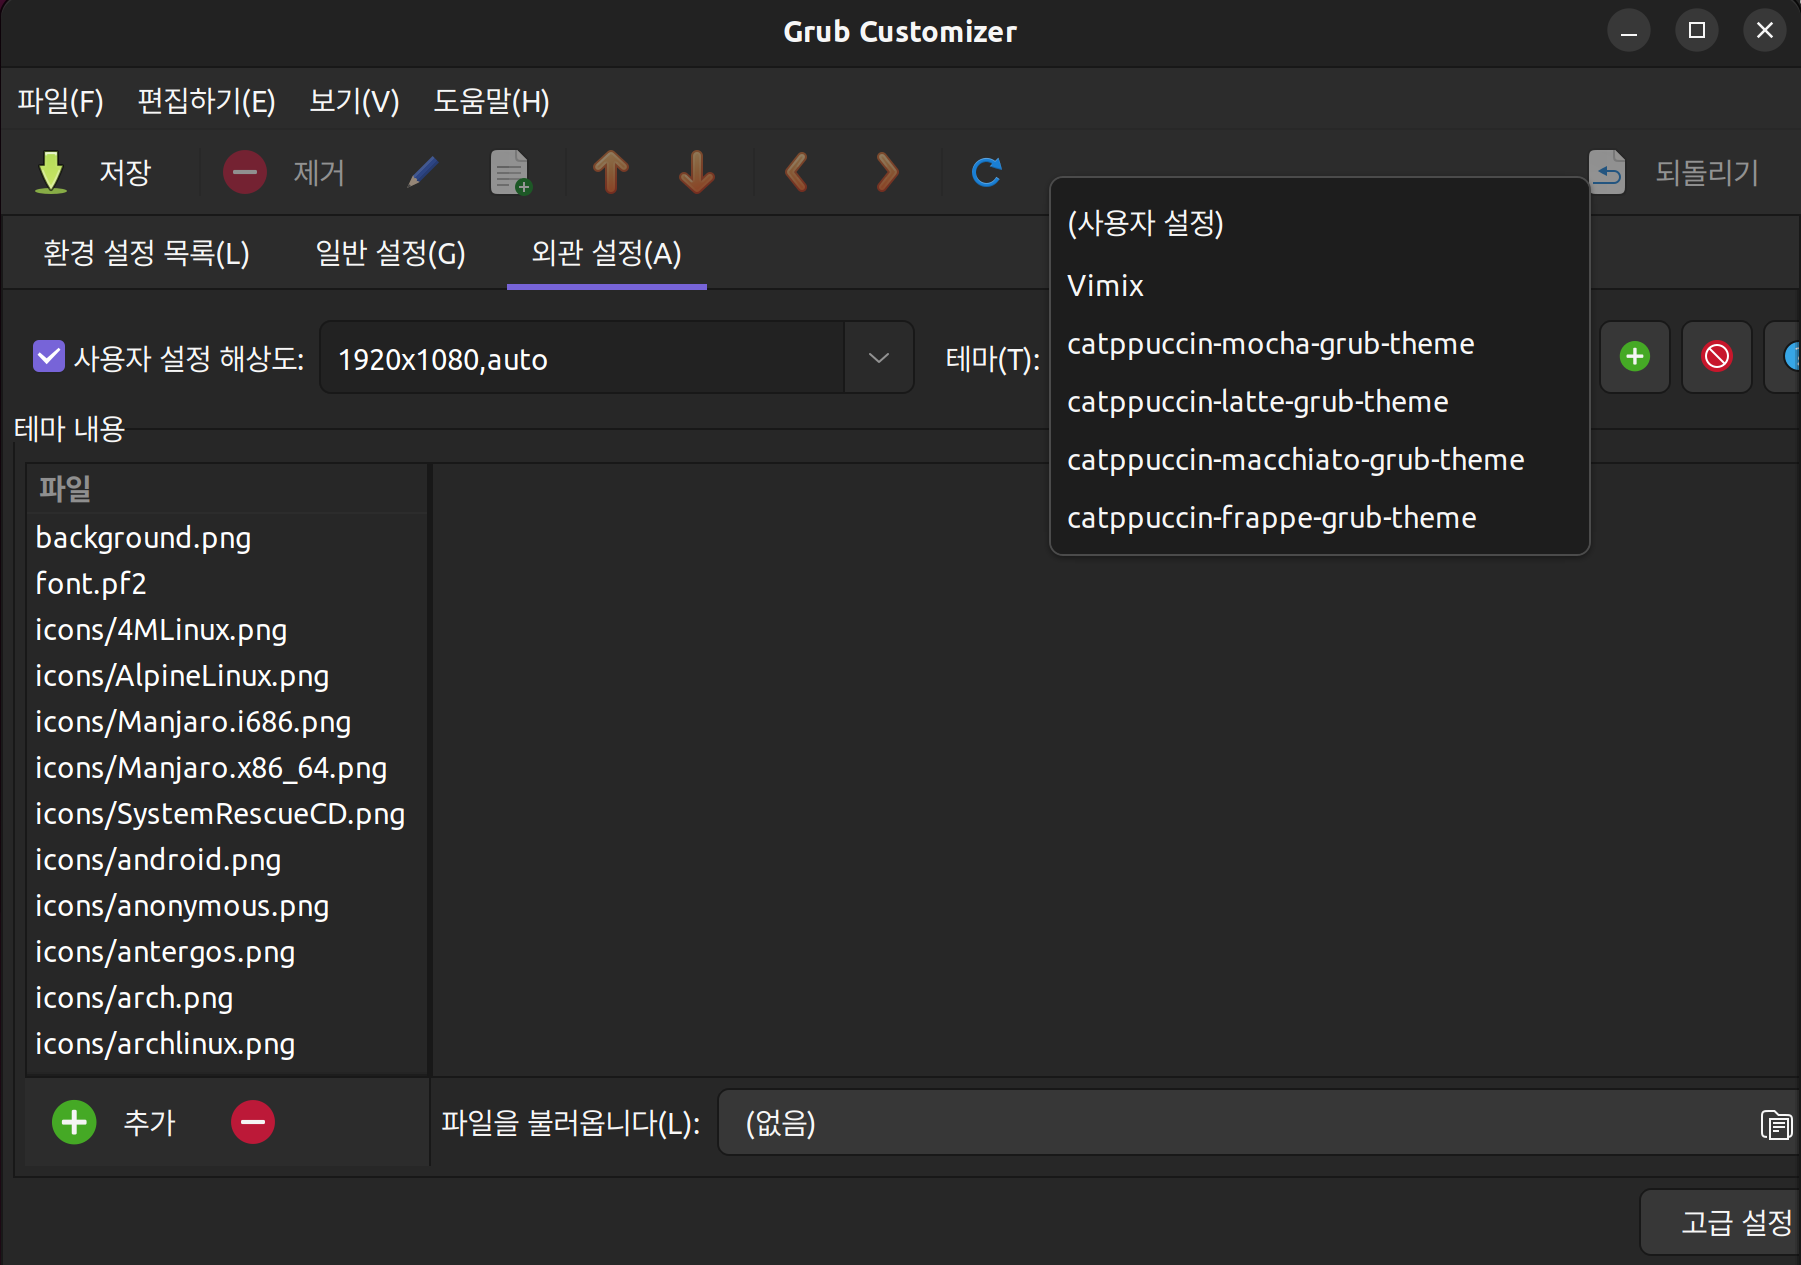 Grub Customizer
파일(F) 편집하기(E) 보기(V) 도움말(H)
저장 제거 되돌리기
환경 설정 목록(L) 일반 설정(G) 외관 설정(A)
사용자 설정 해상도: 1920x1080,auto 테마(T):
(사용자 설정)
Vimix
catppuccin-mocha-grub-theme
catppuccin-latte-grub-theme
catppuccin-macchiato-grub-theme
catppuccin-frappe-grub-theme
테마 내용
파일
background.png
font.pf2
icons/4MLinux.png
icons/AlpineLinux.png
icons/Manjaro.i686.png
icons/Manjaro.x86_64.png
icons/SystemRescueCD.png
icons/android.png
icons/anonymous.png
icons/antergos.png
icons/arch.png
icons/archlinux.png
추가 파일을 불러옵니다(L): (없음)
고급 설정